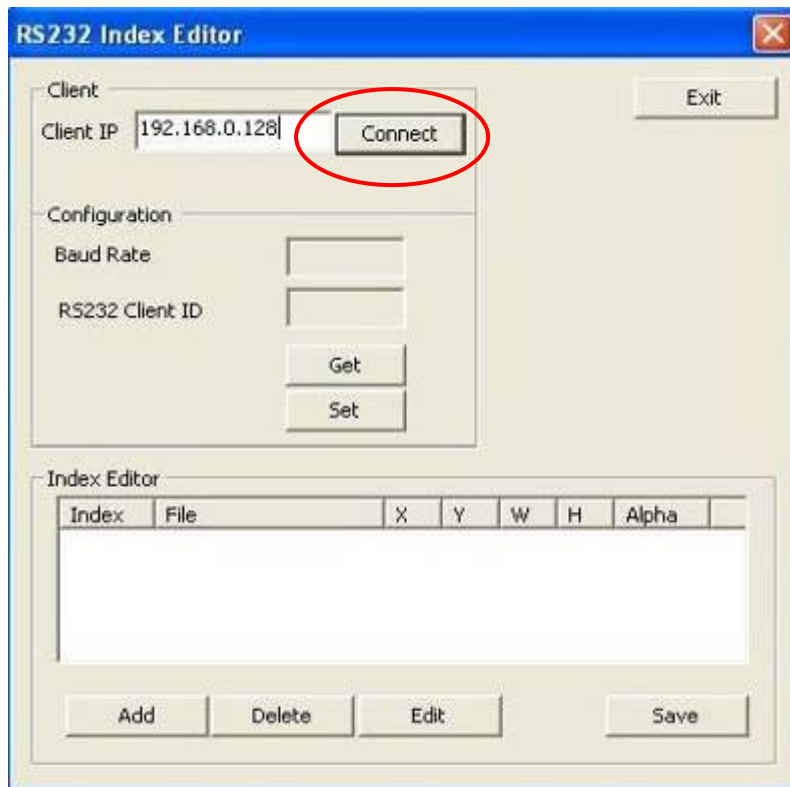 RS232 Index Editor
Client
Exit
Client IP 192.168.0.128 Connect
Configuration
Baud Rate
RS232 Client ID
Get
Set
Index Editor
Index File X Y W H Alpha
Add Delete Edit Save